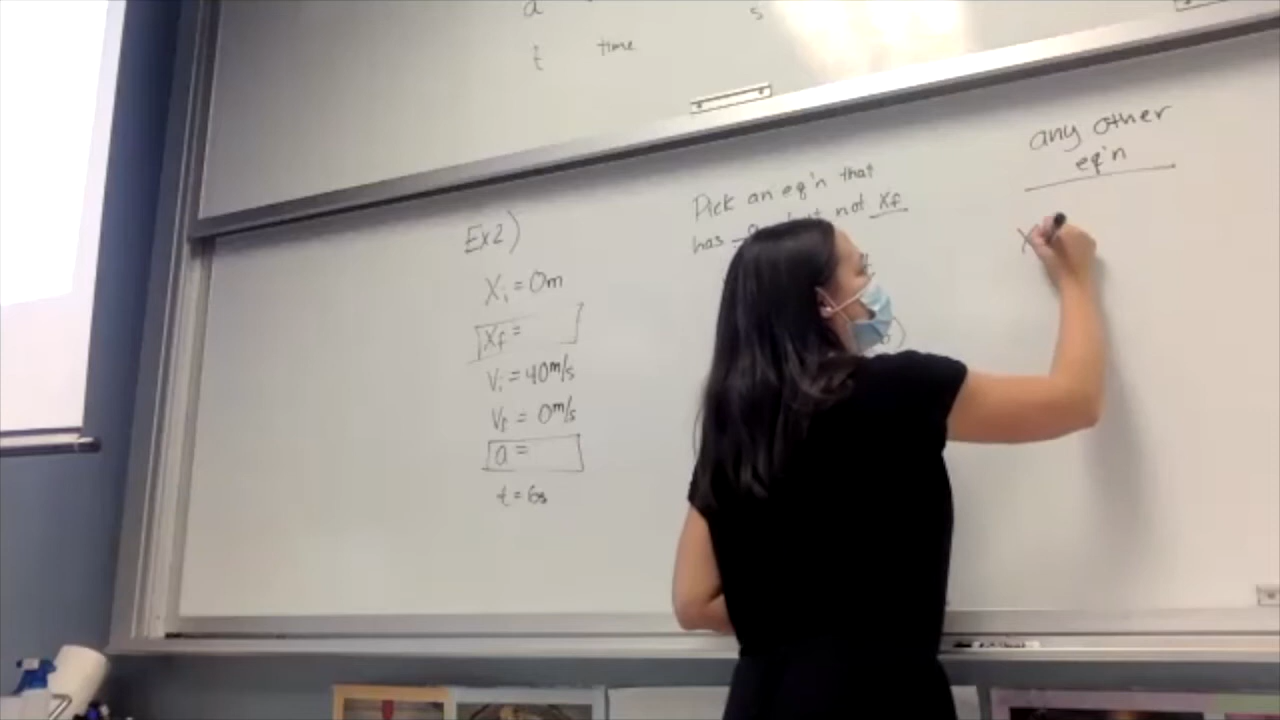 a s
t time
Ex2)
Xi = 0m
Xf =
Vi = 40m/s
Vf = 0m/s
a =
t = 6s
Pick an eq'n that
has not Xf
any other
eq'n
x